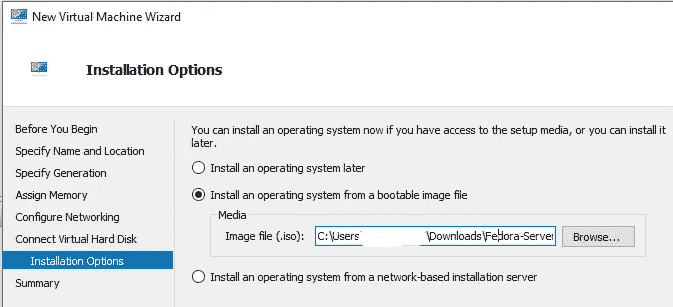 New Virtual Machine Wizard
Installation Options
Before You Begin
Specify Name and Location
Specify Generation
Assign Memory
Configure Networking
Connect Virtual Hard Disk
Installation Options
Summary
You can install an operating system now if you have access to the setup media, or you can install it
later.
Install an operating system later
Install an operating system from a bootable image file
Media
Image file (.iso): C:\Users \Downloads\Fedora-Server Browse...
Install an operating system from a network-based installation server